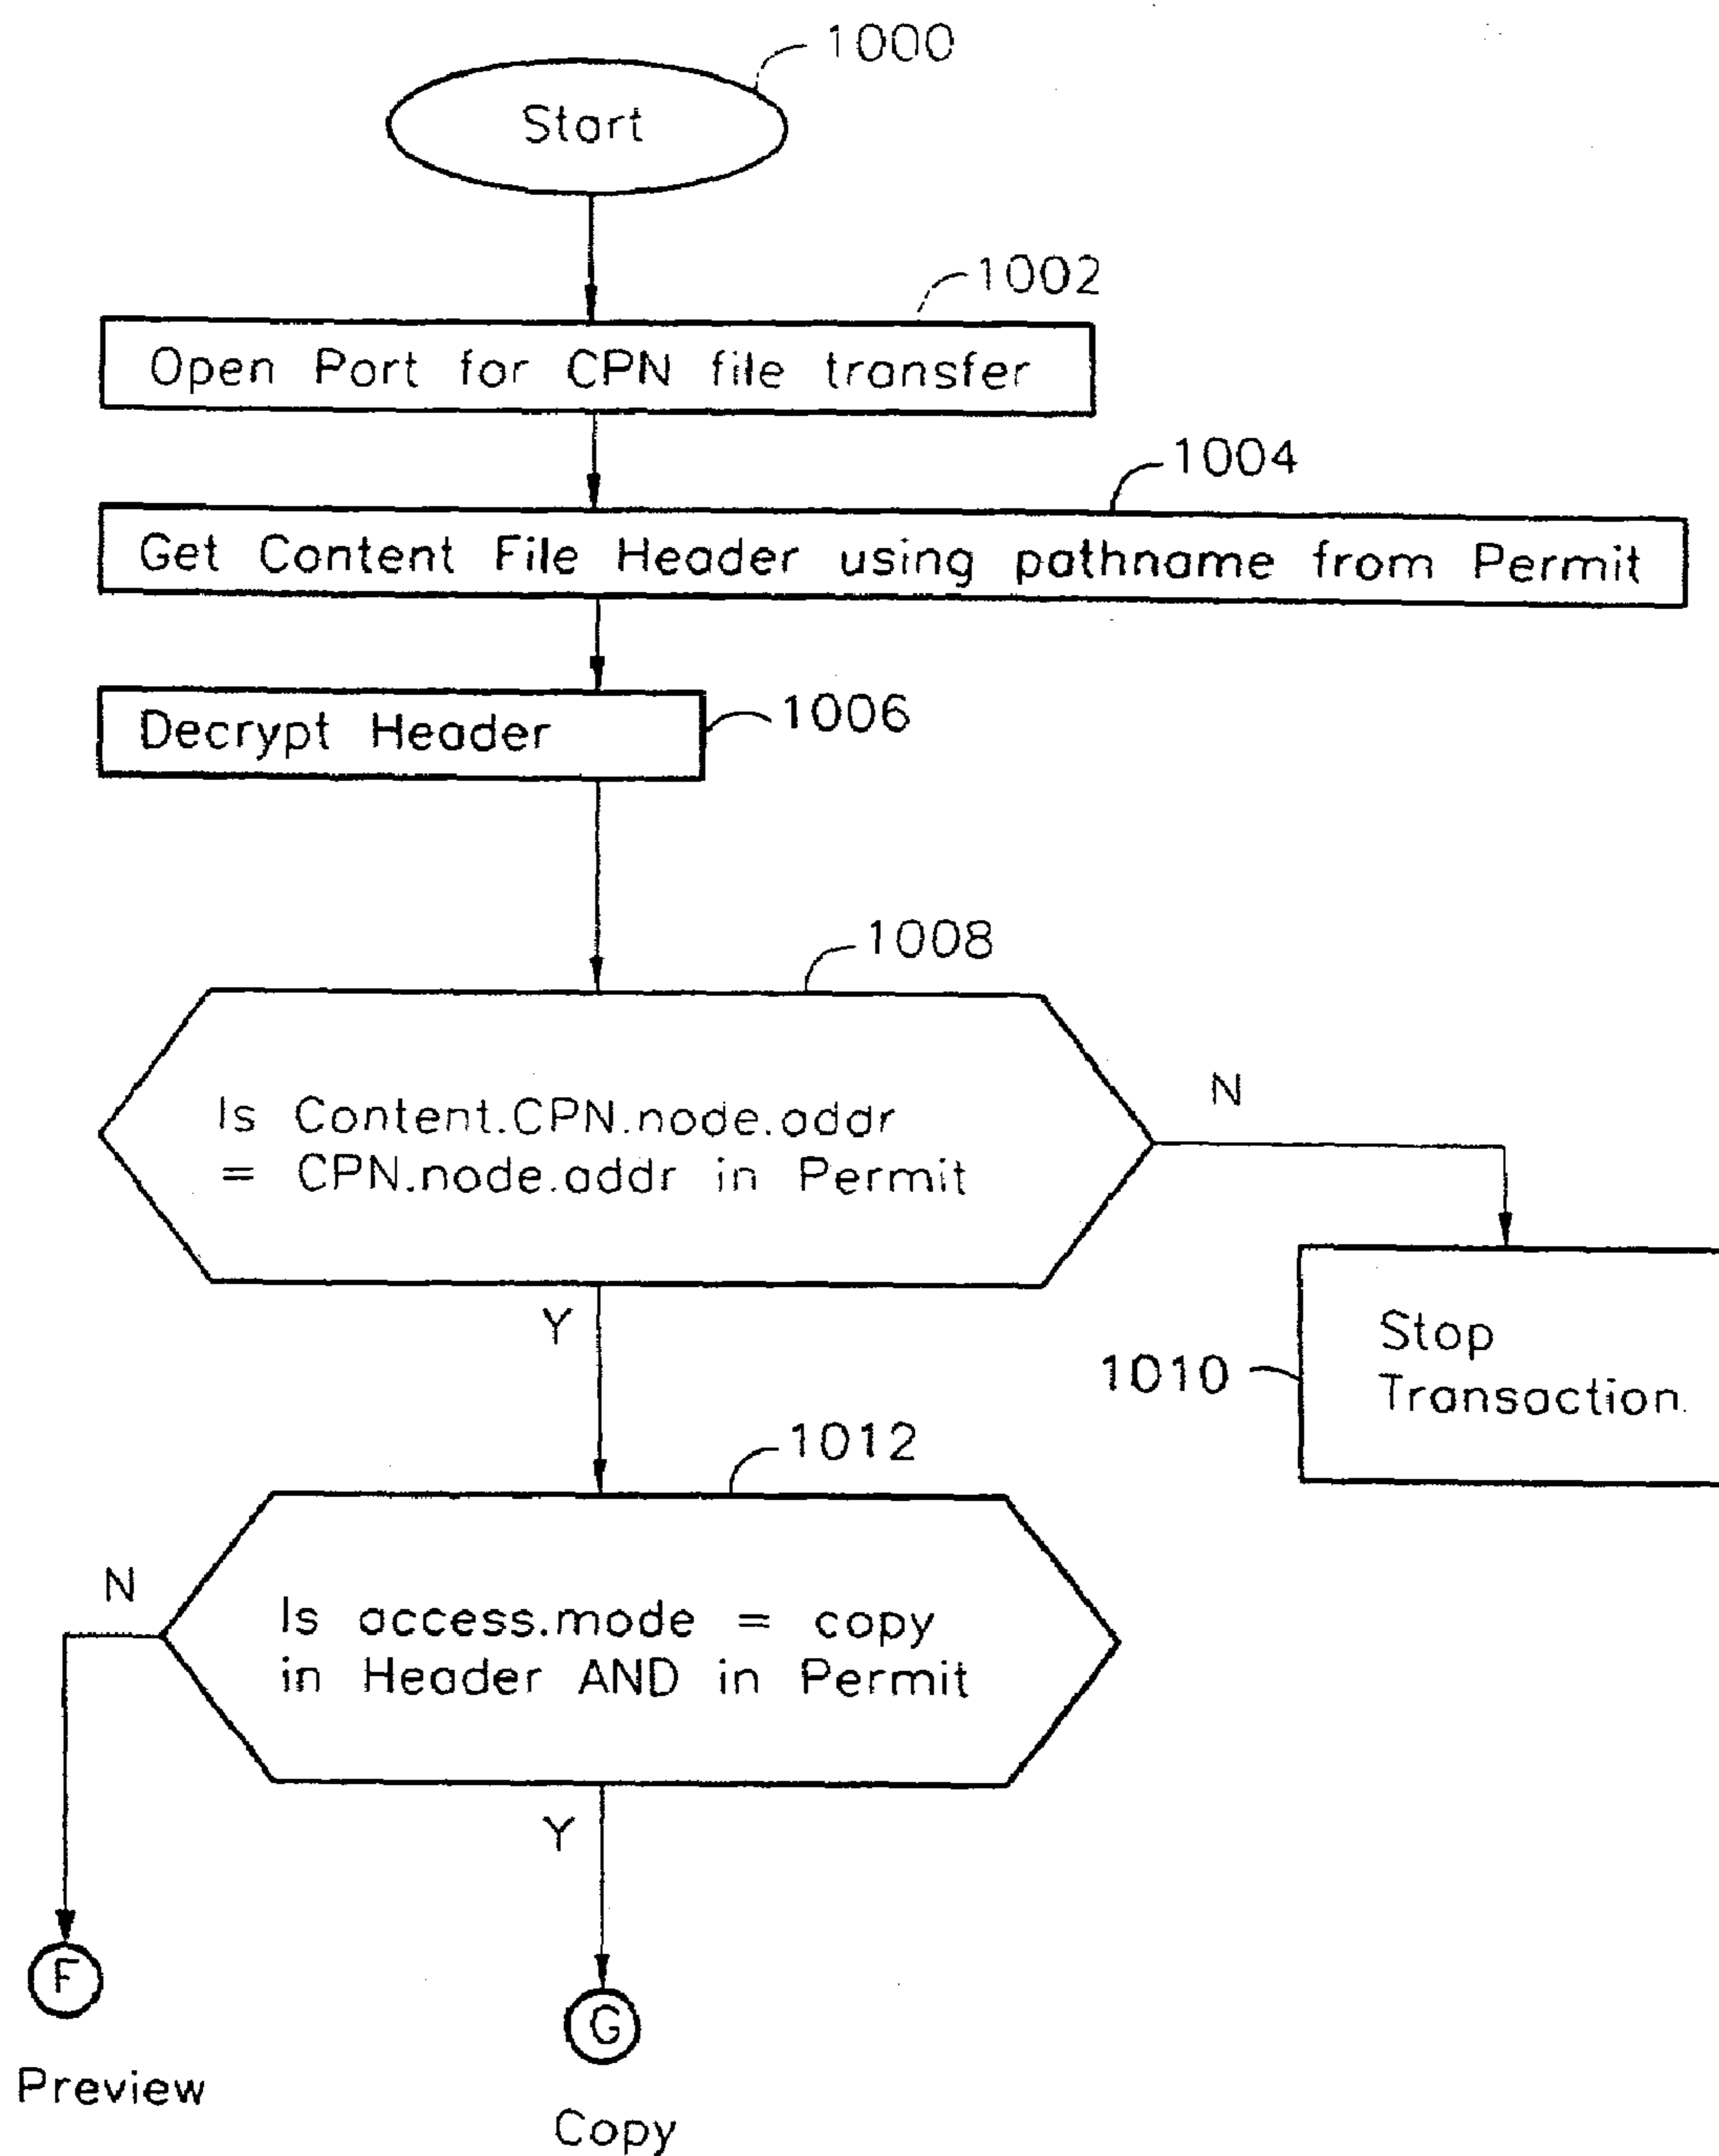 1000
Start
1002
Open Port for CPN file transfer
1004
Get Content File Header using pathname from Permit
Decrypt Header
1006
1008
Is Content.CPN.node.addr
= CPN.node.addr in Permit
N
Y
Stop
Transaction
1010
1012
N
Is access.mode = copy
in Header AND in Permit
Y
F
G
Preview
Copy